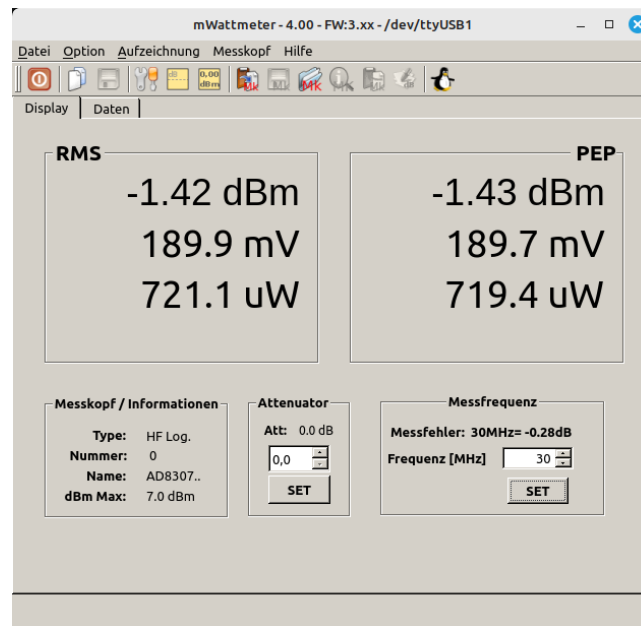 mWattmeter - 4.00 - FW:3.xx - /dev/ttyUSB1
Datei Option Aufzeichnung Messkopf Hilfe
Display Daten
RMS
-1.42 dBm
189.9 mV
721.1 uW
PEP
-1.43 dBm
189.7 mV
719.4 uW
Messkopf / Informationen
Type: HF Log.
Nummer: 0
Name: AD8307..
dBm Max: 7.0 dBm
Attenuator
Att: 0.0 dB
0,0
SET
Messfrequenz
Messfehler: 30MHz= -0.28dB
Frequenz [MHz] 30
SET